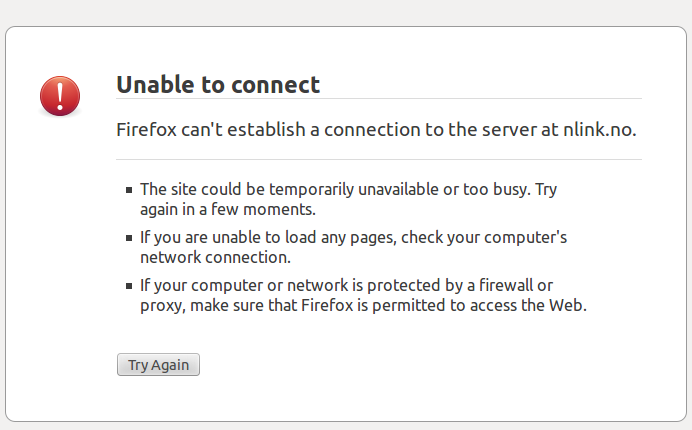 Unable to connect
Firefox can't establish a connection to the server at nlink.no.
The site could be temporarily unavailable or too busy. Try
again in a few moments.
If you are unable to load any pages, check your computer's
network connection.
If your computer or network is protected by a firewall or
proxy, make sure that Firefox is permitted to access the Web.
Try Again